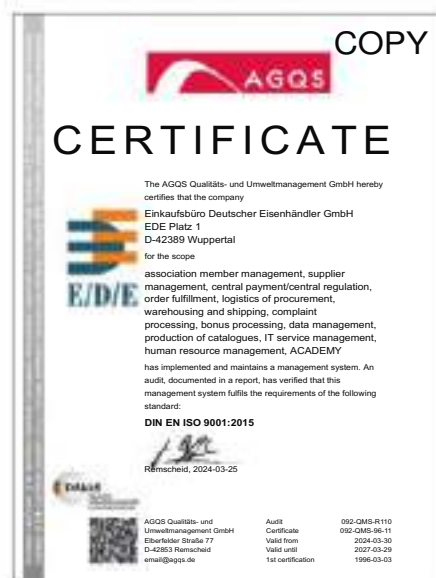 COPY
AGQS
CERTIFICATE
The AGQS Qualitäts- und Umweltmanagement GmbH hereby
certifies that the company
Einkaufsbüro Deutscher Eisenhändler GmbH
EDE Platz 1
D-42389 Wuppertal
for the scope
E/D/E
association member management, supplier
management, central payment/central regulation,
order fulfillment, logistics of procurement,
warehousing and shipping, complaint
processing, bonus processing, data management,
production of catalogues, IT service management,
human resource management, ACADEMY
has implemented and maintains a management system. An
audit, documented in a report, has verified that this
management system fulfils the requirements of the following
standard:
DIN EN ISO 9001:2015
Remscheid, 2024-03-25
DAkkS
AGQS Qualitäts- und
Umweltmanagement GmbH
Elberfelder Straße 77
D-42853 Remscheid
email@agqs.de
Audit 092-QMS-R110
Certificate 092-QMS-96-11
Valid from 2024-03-30
Valid until 2027-03-29
1st certification 1996-03-03